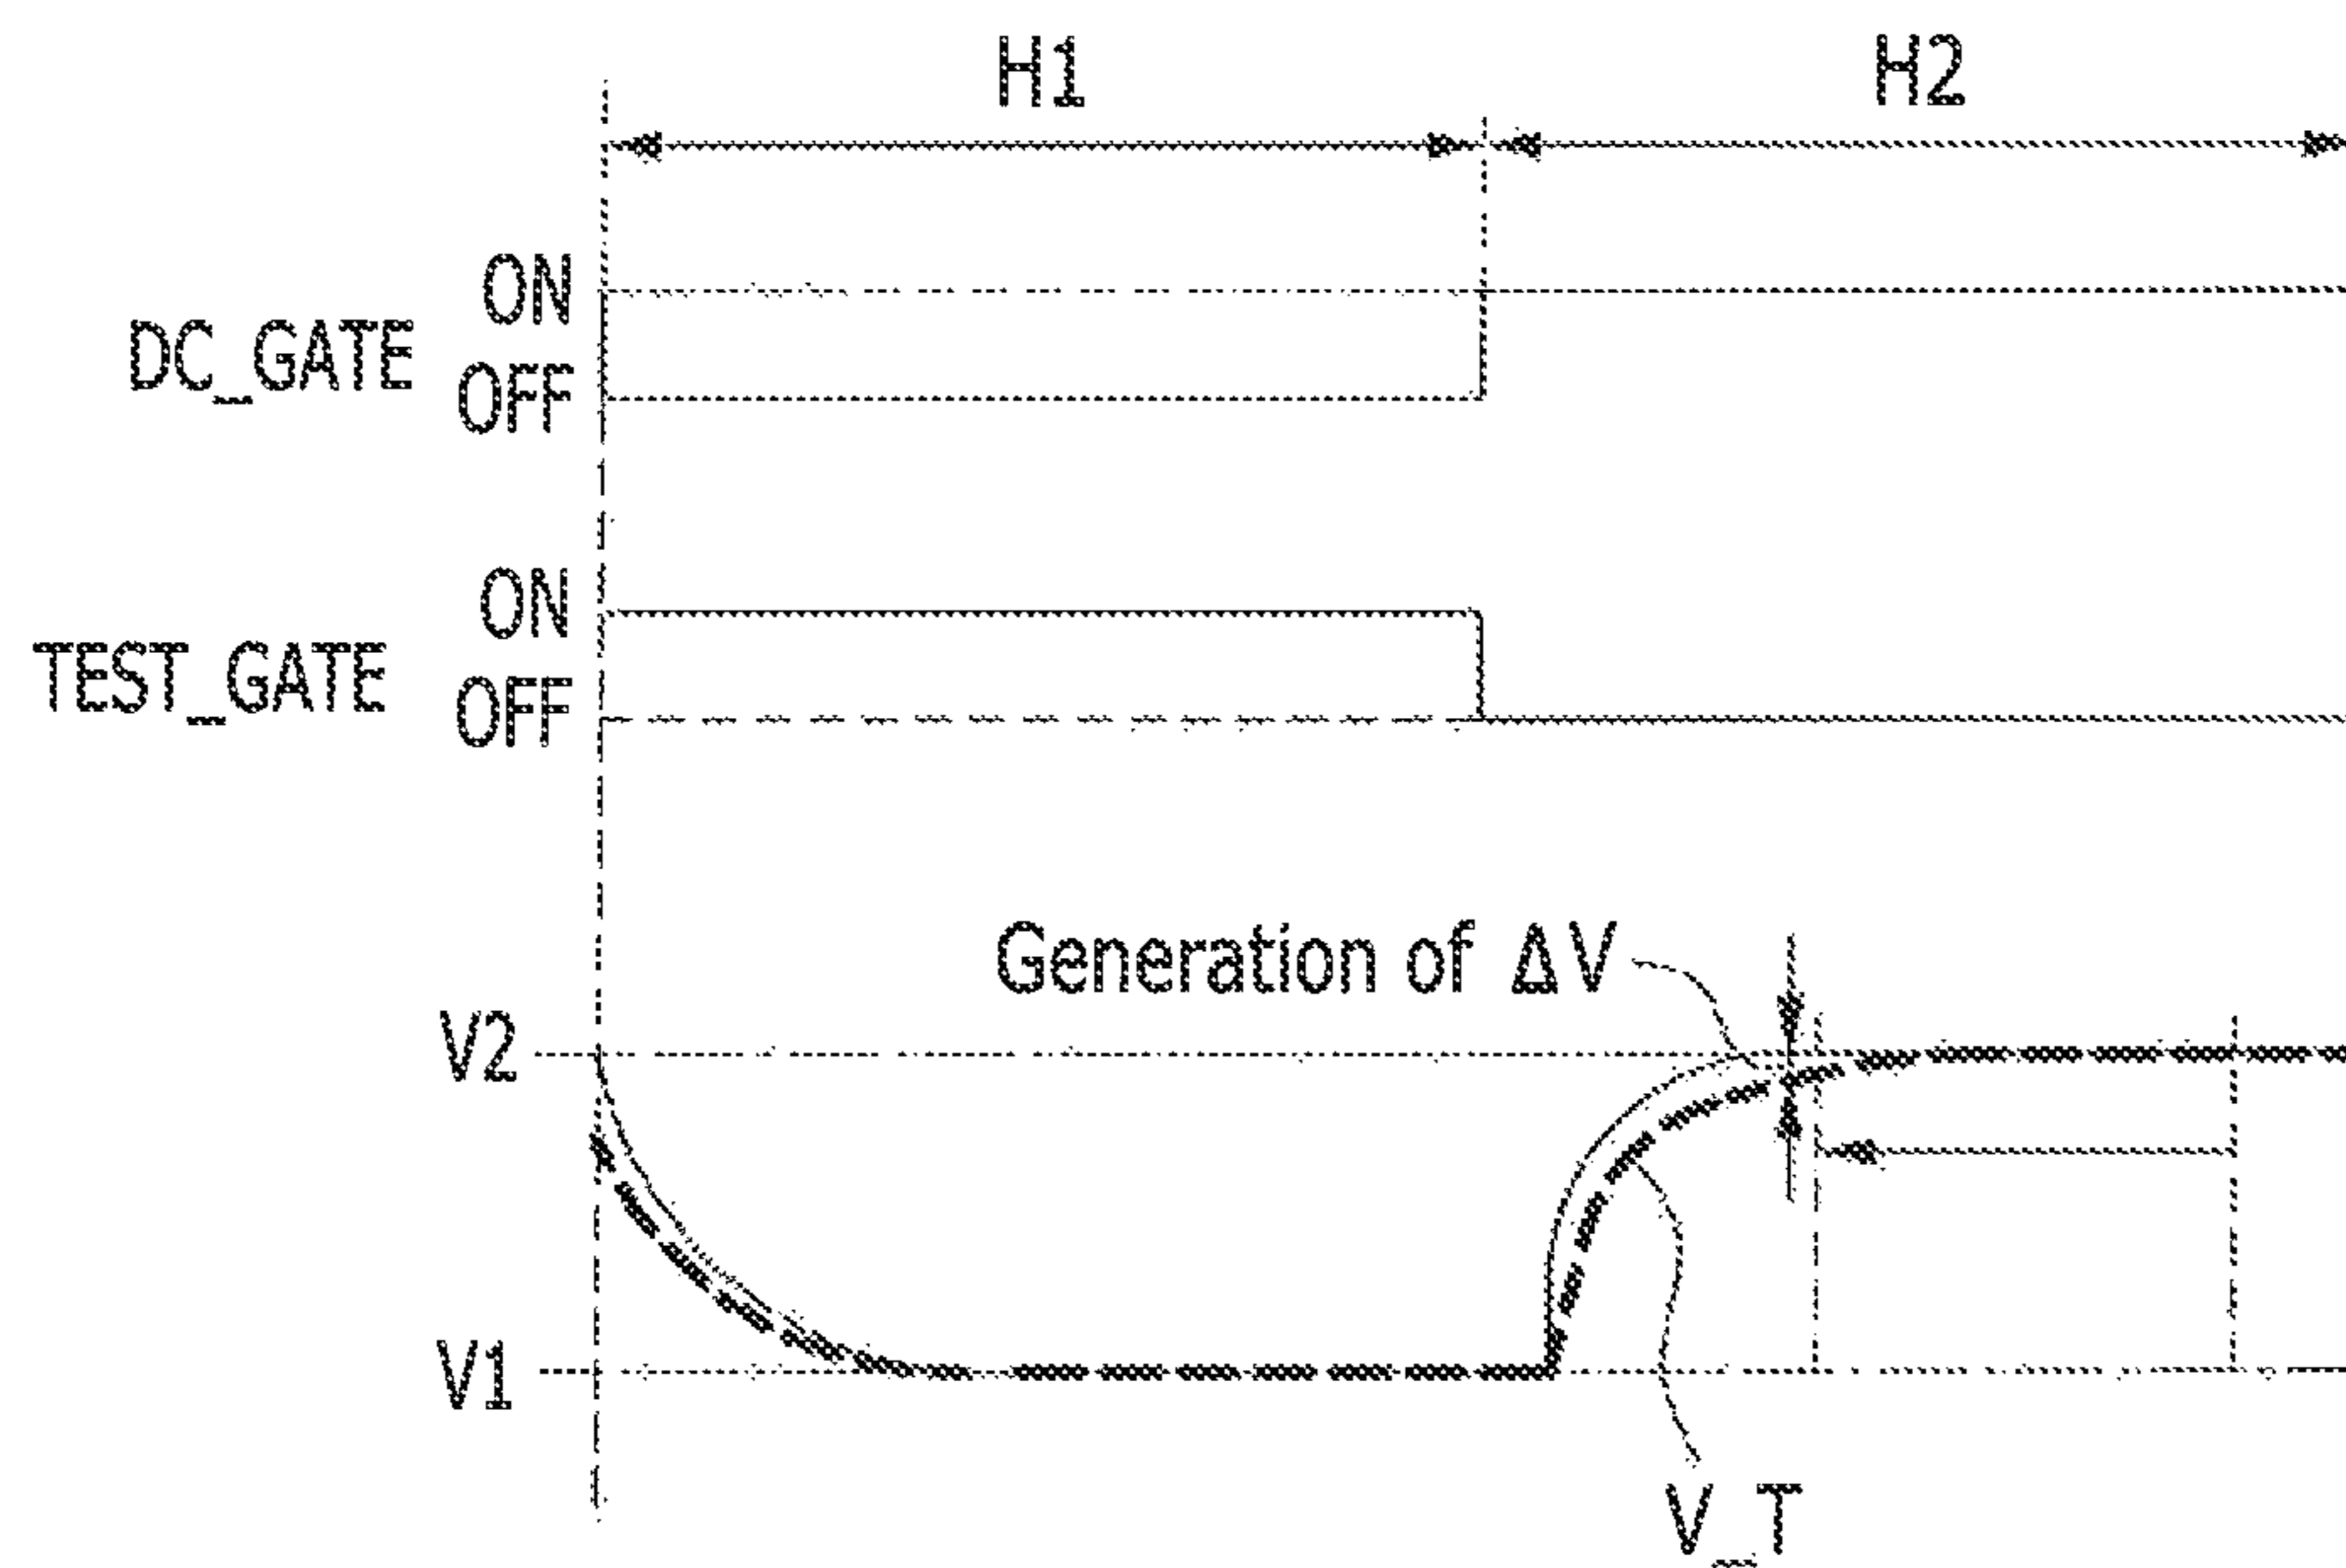 H1 H2
ON
DC_GATE
OFF
ON
TEST_GATE
OFF
Generation of ΔV
V2
V1
V_T